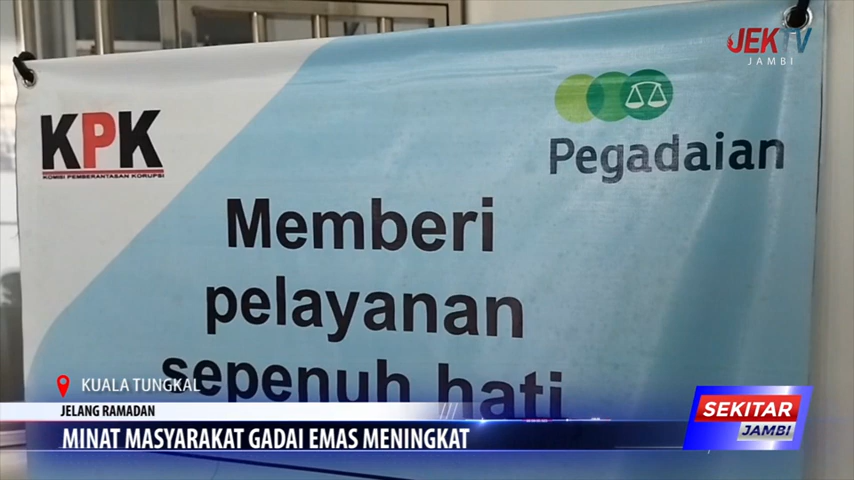 JEKTV
JAMBI
KPK
KOMISI PEMBERANTASAN KORUPSI
Pegadaian
Memberi
pelayanan
sepenuh hati
KUALA TUNGKAL
JELANG RAMADAN
MINAT MASYARAKAT GADAI EMAS MENINGKAT
SEKITAR
JAMBI